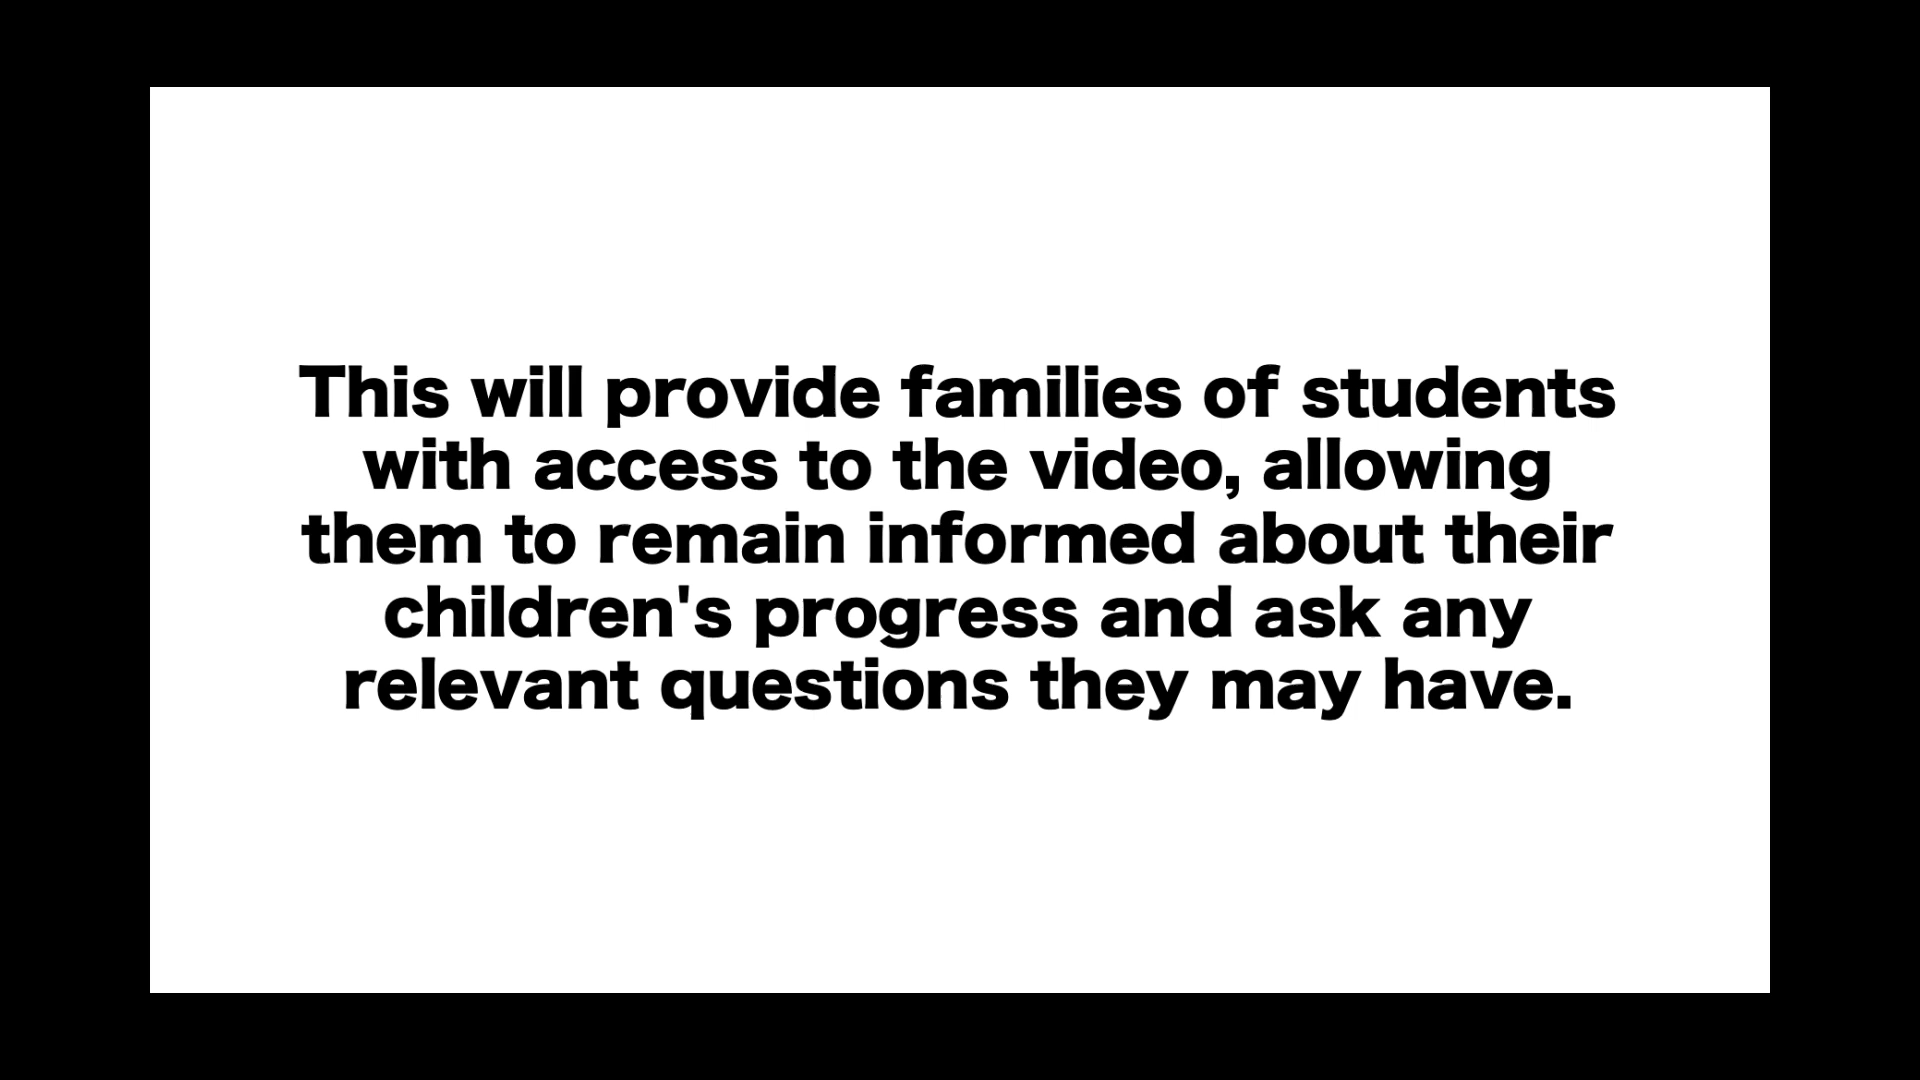 This will provide families of students
with access to the video, allowing
them to remain informed about their
children's progress and ask any
relevant questions they may have.